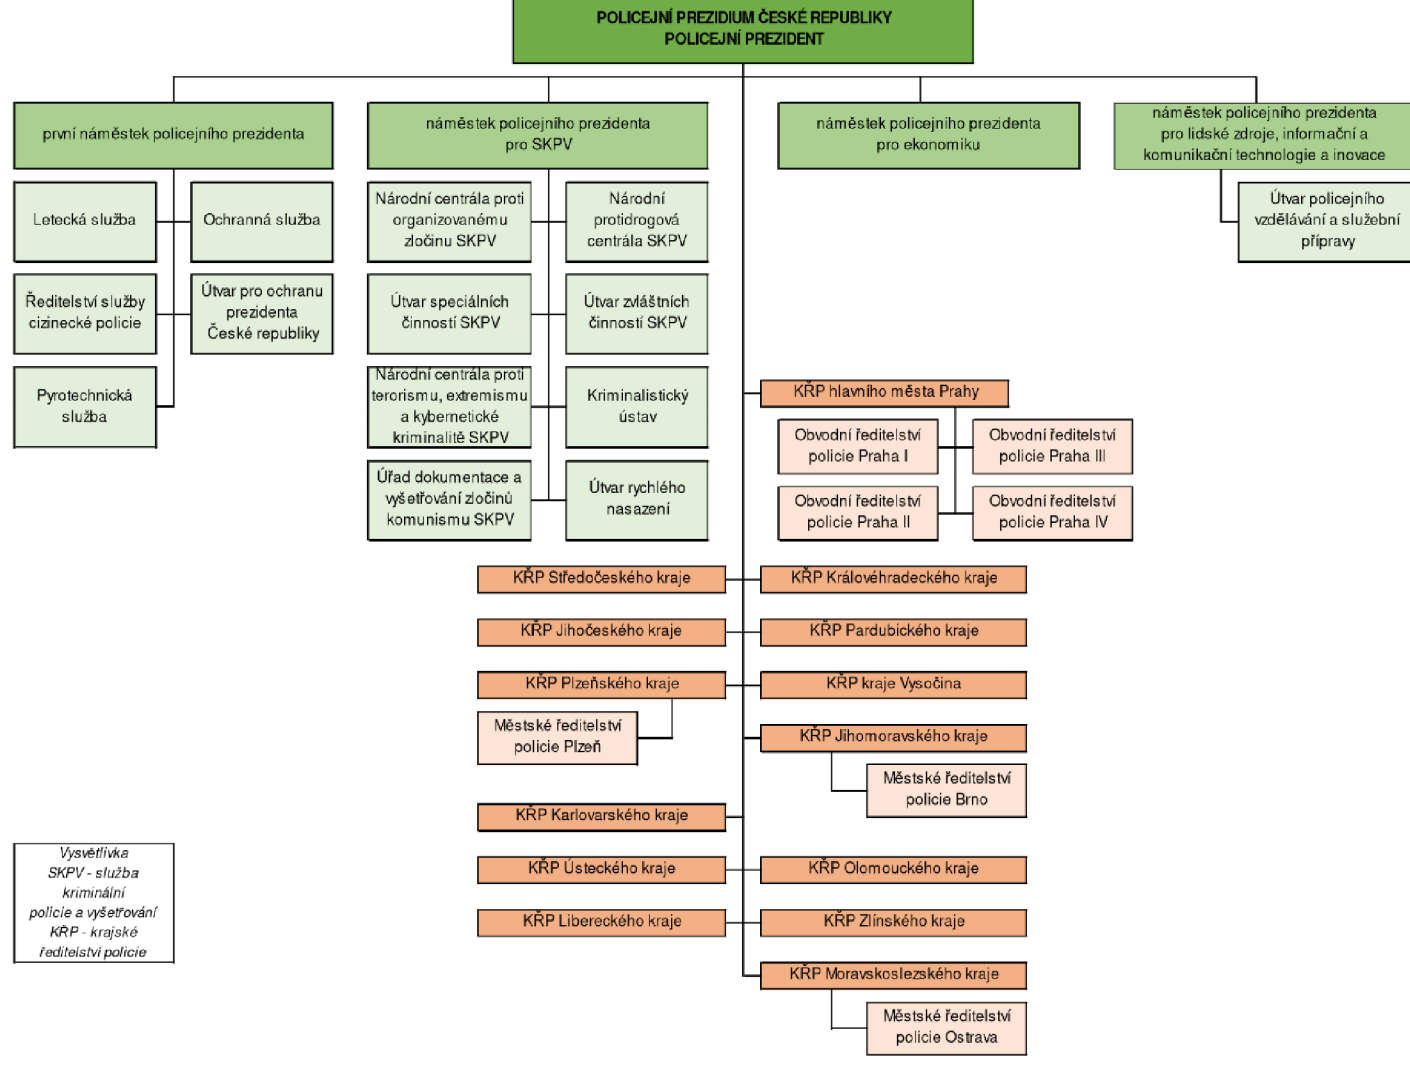 POLICEJNÍ PREZIDIUM ČESKÉ REPUBLIKY
POLICEJNÍ PREZIDENT
první náměstek policejního prezidenta
náměstek policejního prezidenta
pro SKPV
náměstek policejního prezidenta
pro ekonomiku
náměstek policejního prezidenta
pro lidské zdroje, informační a
komunikační technologie a inovace
Letecká služba
Ochranná služba
Národní centrála proti
organizovanému
zločinu SKPV
Národní
protidrogová
centrála SKPV
Útvar policejního
vzdělávání a služební
přípravy
Ředitelství služby
cizinecké policie
Útvar pro ochranu
prezidenta
České republiky
Útvar speciálních
činností SKPV
Útvar zvláštních
činností SKPV
Pyrotechnická
služba
Národní centrála proti
terorismu, extremismu
a kybernetické
kriminalitě SKPV
Kriminalistický
ústav
KŘP hlavního města Prahy
Obvodní ředitelství
policie Praha I
Obvodní ředitelství
policie Praha III
Úřad dokumentace a
vyšetřování zločinů
komunismu SKPV
Útvar rychlého
nasazení
Obvodní ředitelství
policie Praha II
Obvodní ředitelství
policie Praha IV
KŘP Středočeského kraje
KŘP Královéhradeckého kraje
KŘP Jihočeského kraje
KŘP Pardubického kraje
KŘP Plzeňského kraje
KŘP kraje Vysočina
Městské ředitelství
policie Plzeň
KŘP Jihomoravského kraje
Městské ředitelství
policie Brno
KŘP Karlovarského kraje
KŘP Ústeckého kraje
KŘP Olomouckého kraje
KŘP Libereckého kraje
KŘP Zlínského kraje
KŘP Moravskoslezského kraje
Městské ředitelství
policie Ostrava
Vysvětlivka
SKPV - služba
kriminální
policie a vyšetřování
KŘP - krajské
ředitelství policie